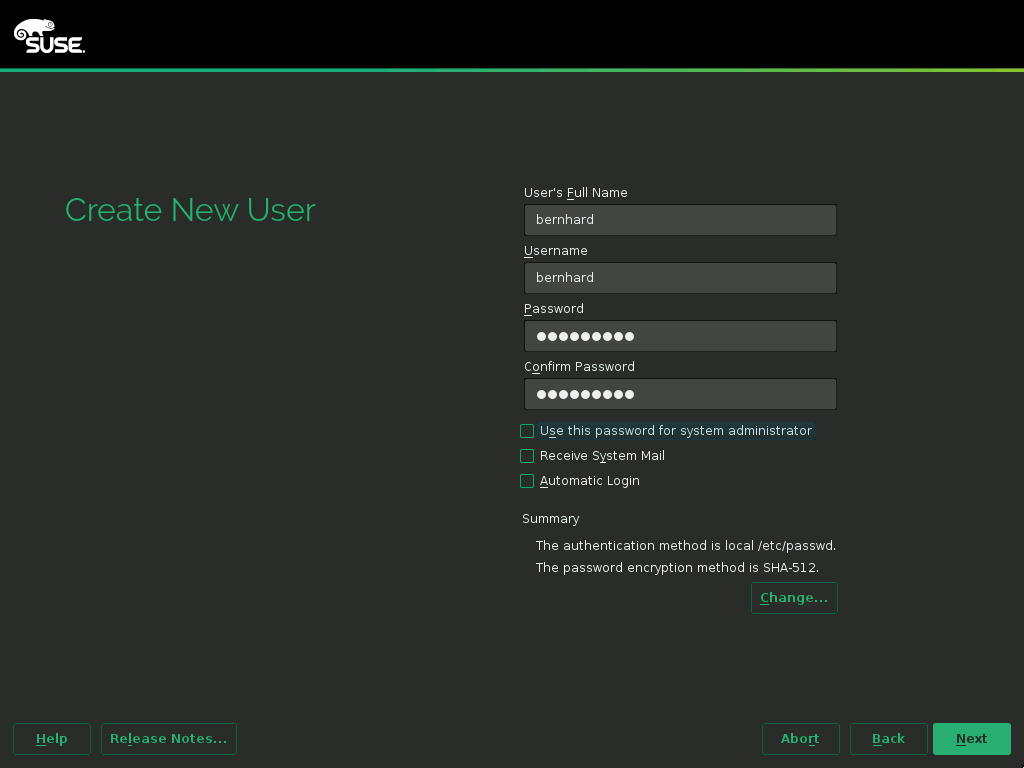 SUSE.
Create New User
User's Full Name
bernhard
Username
bernhard
Password
●●●●●●●●●
Confirm Password
●●●●●●●●●
Use this password for system administrator
Receive System Mail
Automatic Login
Summary
The authentication method is local /etc/passwd.
The password encryption method is SHA-512.
Change...
Help Release Notes... Abort Back Next